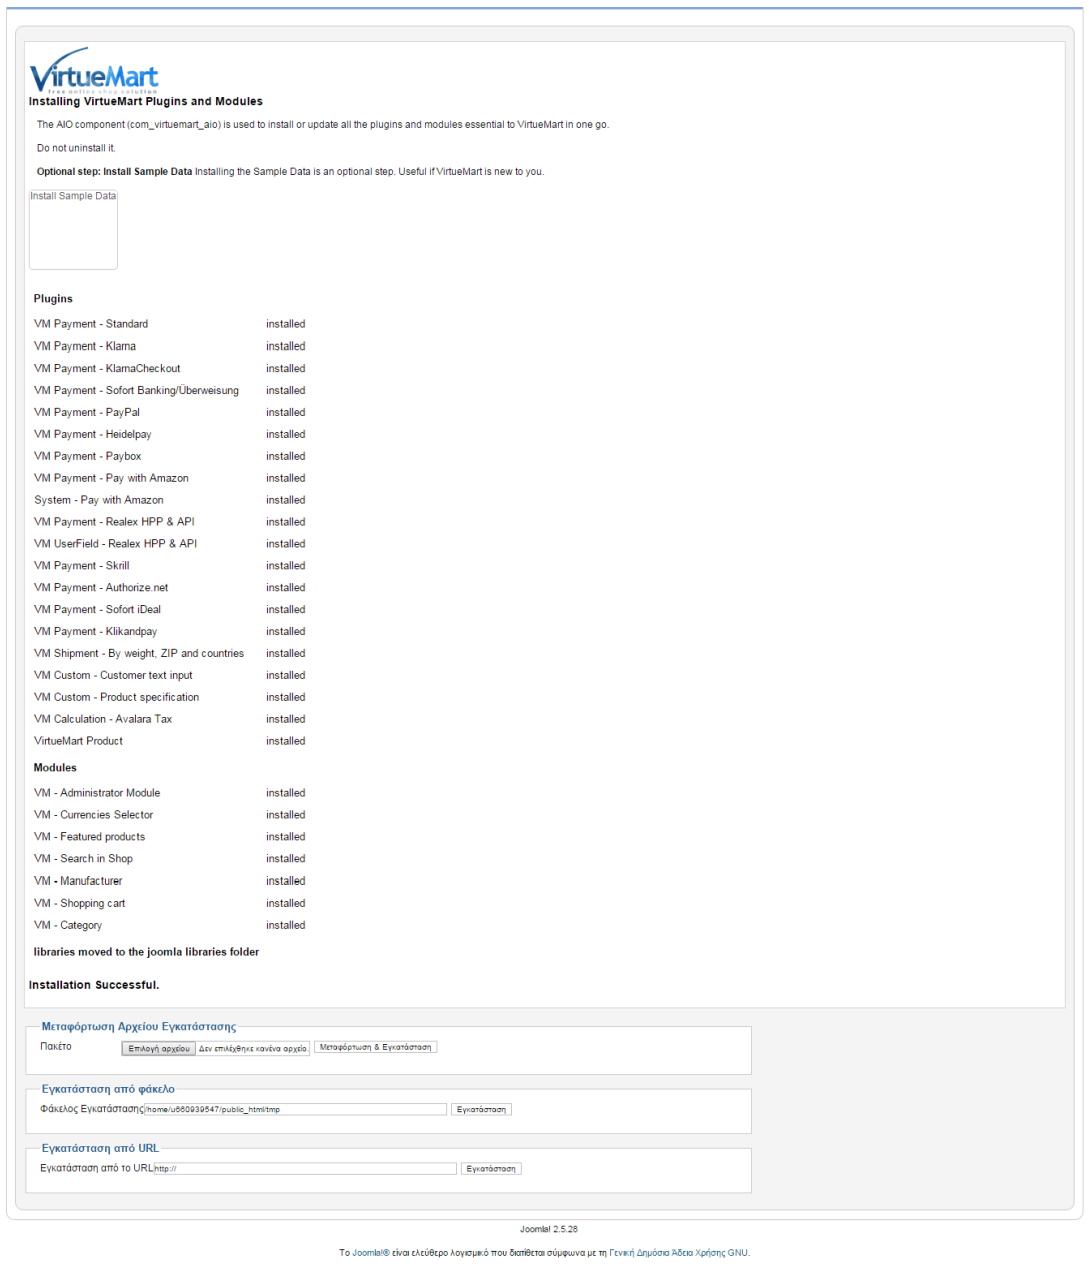 VirtueMart
free online shop solution
Installing VirtueMart Plugins and Modules
The AIO component (com_virtuemart_aio) is used to install or update all the plugins and modules essential to VirtueMart in one go.
Do not uninstall it.
Optional step: Install Sample Data Installing the Sample Data is an optional step. Useful if VirtueMart is new to you.
Install Sample Data
Plugins
VM Payment - Standard installed
VM Payment - Klarna installed
VM Payment - KlarnaCheckout installed
VM Payment - Sofort Banking/Überweisung installed
VM Payment - PayPal installed
VM Payment - Heidelpay installed
VM Payment - Paybox installed
VM Payment - Pay with Amazon installed
System - Pay with Amazon installed
VM Payment - Realex HPP & API installed
VM UserField - Realex HPP & API installed
VM Payment - Skrill installed
VM Payment - Authorize.net installed
VM Payment - Sofort iDeal installed
VM Payment - Klikandpay installed
VM Shipment - By weight, ZIP and countries installed
VM Custom - Customer text input installed
VM Custom - Product specification installed
VM Calculation - Avalara Tax installed
VirtueMart Product installed
Modules
VM - Administrator Module installed
VM - Currencies Selector installed
VM - Featured products installed
VM - Search in Shop installed
VM - Manufacturer installed
VM - Shopping cart installed
VM - Category installed
libraries moved to the joomla libraries folder
Installation Successful.
Μεταφόρτωση Αρχείου Εγκατάστασης
Πακέτο Επιλογή αρχείου Δεν επιλέχθηκε κανένα αρχείο. Μεταφόρτωση & Εγκατάσταση
Εγκατάσταση από φάκελο
Φάκελος Εγκατάστασης /home/u660939547/public_html/tmp Εγκατάσταση
Εγκατάσταση από URL
Εγκατάσταση από το URL http:// Εγκατάσταση
Joomla! 2.5.28
Το Joomla!® είναι ελεύθερο λογισμικό που διατίθεται σύμφωνα με τη Γενική Δημόσια Άδεια Χρήσης GNU.